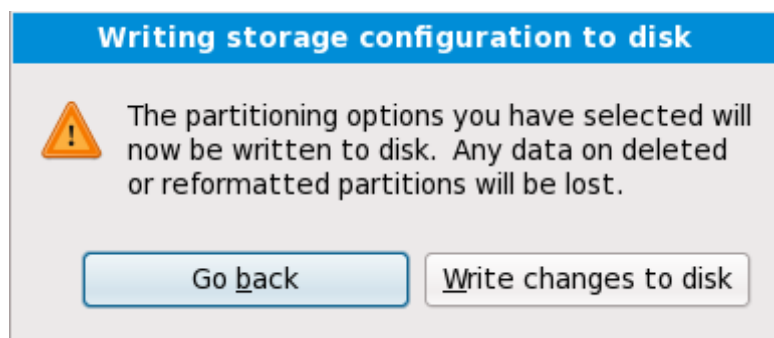 Writing storage configuration to disk
The partitioning options you have selected will
now be written to disk.  Any data on deleted
or reformatted partitions will be lost.
Go back
Write changes to disk